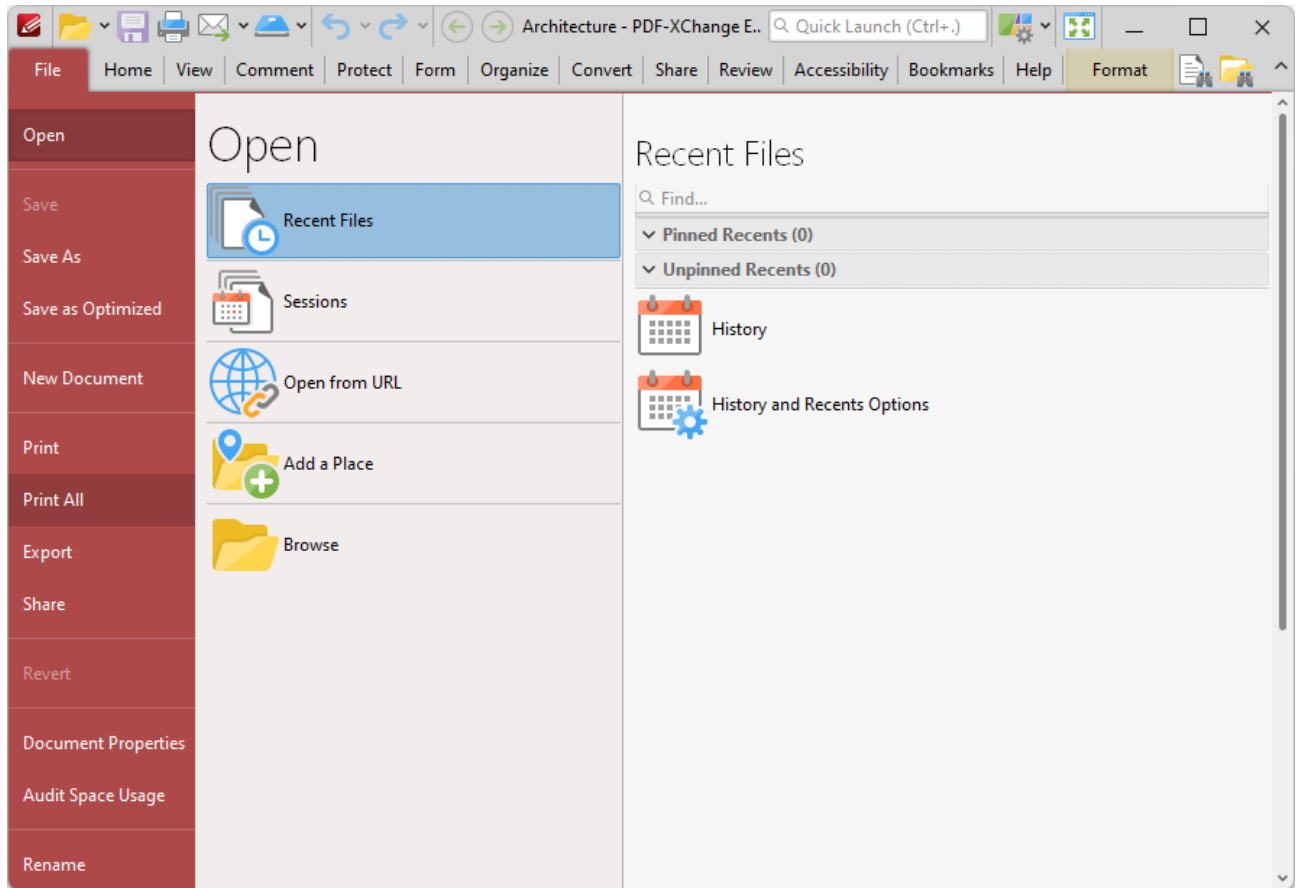 Architecture - PDF-XChange E.. Quick Launch (Ctrl+.)
File Home View Comment Protect Form Organize Convert Share Review Accessibility Bookmarks Help Format
Open
Save
Save As
Save as Optimized
New Document
Print
Print All
Export
Share
Revert
Document Properties
Audit Space Usage
Rename
Open
Recent Files
Sessions
Open from URL
Add a Place
Browse
Recent Files
Find...
Pinned Recents (0)
Unpinned Recents (0)
History
History and Recents Options